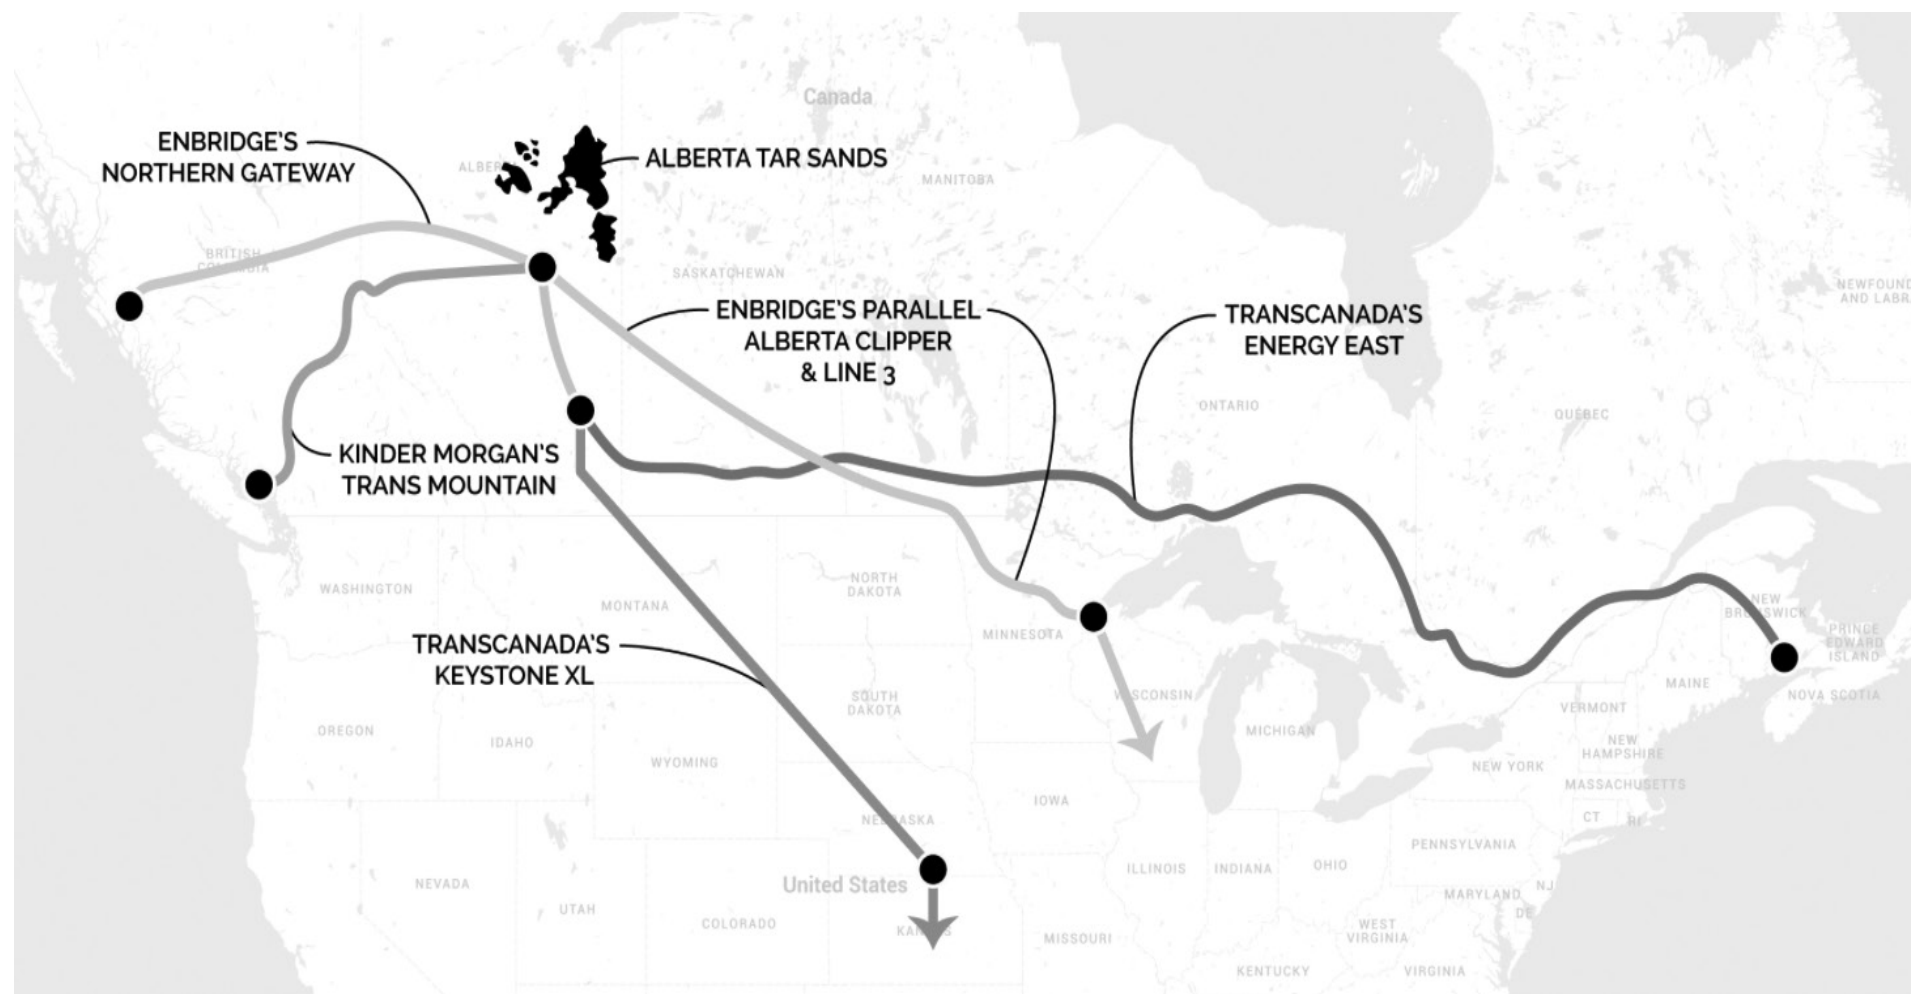 Canada
ENBRIDGE'S
NORTHERN GATEWAY
ALBERTA TAR SANDS
MANITOBA
BRITISH
SASKATCHEWAN
NEWFOUND
AND LABR
ENBRIDGE'S PARALLEL
ALBERTA CLIPPER
& LINE 3
TRANSCANADA'S
ENERGY EAST
ONTARIO
QUÉBEC
KINDER MORGAN'S
TRANS MOUNTAIN
WASHINGTON
MONTANA
NORTH
DAKOTA
MINNESOTA
NEW
BRUNSWICK
PRINCE
EDWARD
ISLAND
NOVA SCOTIA
MAINE
TRANSCANADA'S
KEYSTONE XL
SOUTH
DAKOTA
WISCONSIN
MICHIGAN
VERMONT
NEW
HAMPSHIRE
MASSACHUSETTS
CT
RI
NEW YORK
OREGON
IDAHO
WYOMING
IOWA
NEBRASKA
PENNSYLVANIA
ILLINOIS
INDIANA
OHIO
MARYLAND
NJ
DE
United States
NEVADA
UTAH
COLORADO
KANSAS
MISSOURI
WEST
VIRGINIA
KENTUCKY
VIRGINIA